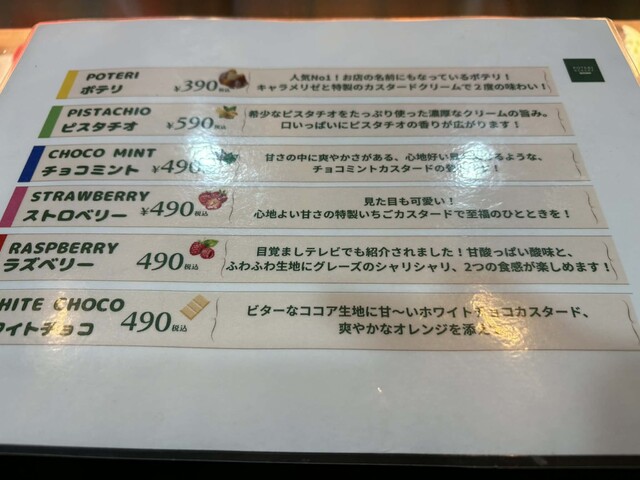 POTERI
ポテリ ¥390税込
人気No1！お店の名前にもなっているポテリ！
キャラメリゼと特製のカスタードクリームで２度の味わい！
PISTACHIO
ピスタチオ ¥590税込
希少なピスタチオをたっぷり使った濃厚なクリームの旨み。
口いっぱいにピスタチオの香りが広がります！
CHOCO MINT
チョコミント ¥490
甘さの中に爽やかさがある、心地好い
ような、
チョコミントカスタードの
STRAWBERRY
ストロベリー ¥490税込
見た目も可愛い！
心地よい甘さの特製いちごカスタードで至福のひとときを！
RASPBERRY
ラズベリー 490税込
目覚ましテレビでも紹介されました！甘酸っぱい酸味と、
ふわふわ生地にグレーズのシャリシャリ、2つの食感が楽しめます！
HITE CHOCO
ワイトチョコ 490税込
ビターなココア生地に甘〜いホワイトチョコカスタード、
爽やかなオレンジを添え